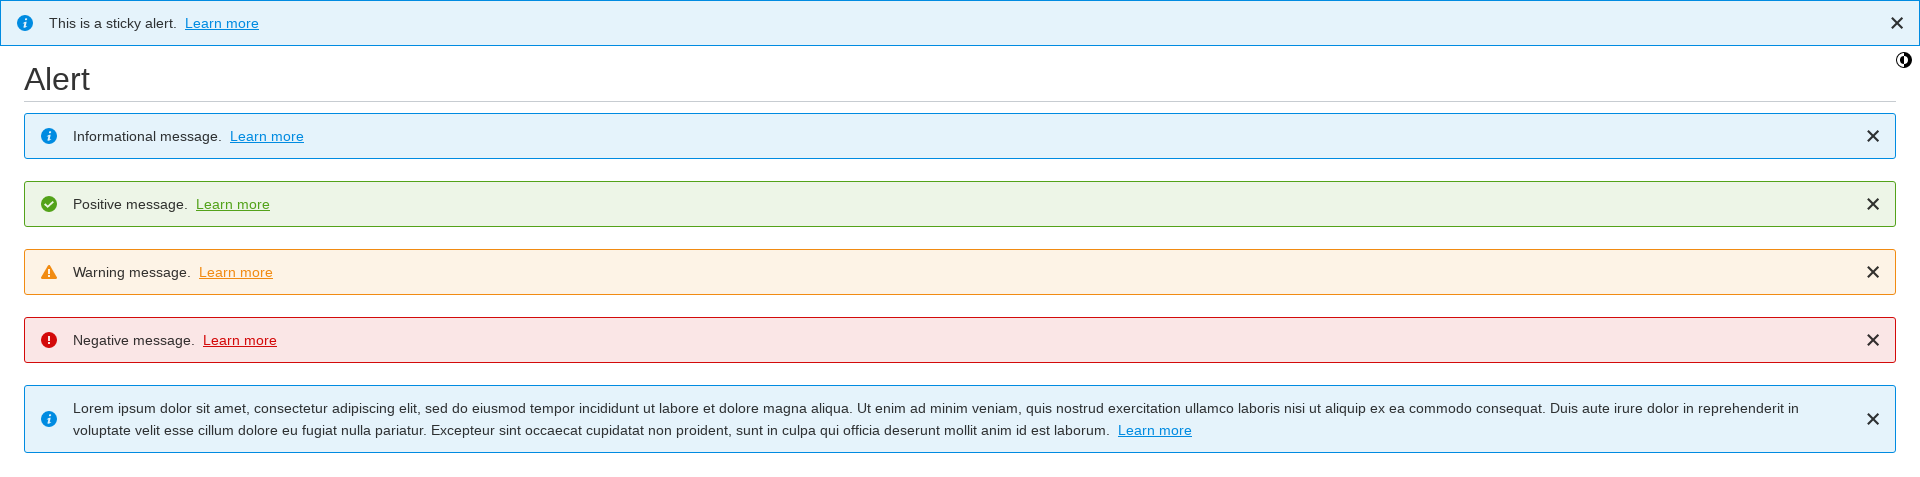 This is a sticky alert. Learn more
Alert
Informational message. Learn more
Positive message. Learn more
Warning message. Learn more
Negative message. Learn more
Lorem ipsum dolor sit amet, consectetur adipiscing elit, sed do eiusmod tempor incididunt ut labore et dolore magna aliqua. Ut enim ad minim veniam, quis nostrud exercitation ullamco laboris nisi ut aliquip ex ea commodo consequat. Duis aute irure dolor in reprehenderit in
voluptate velit esse cillum dolore eu fugiat nulla pariatur. Excepteur sint occaecat cupidatat non proident, sunt in culpa qui officia deserunt mollit anim id est laborum. Learn more